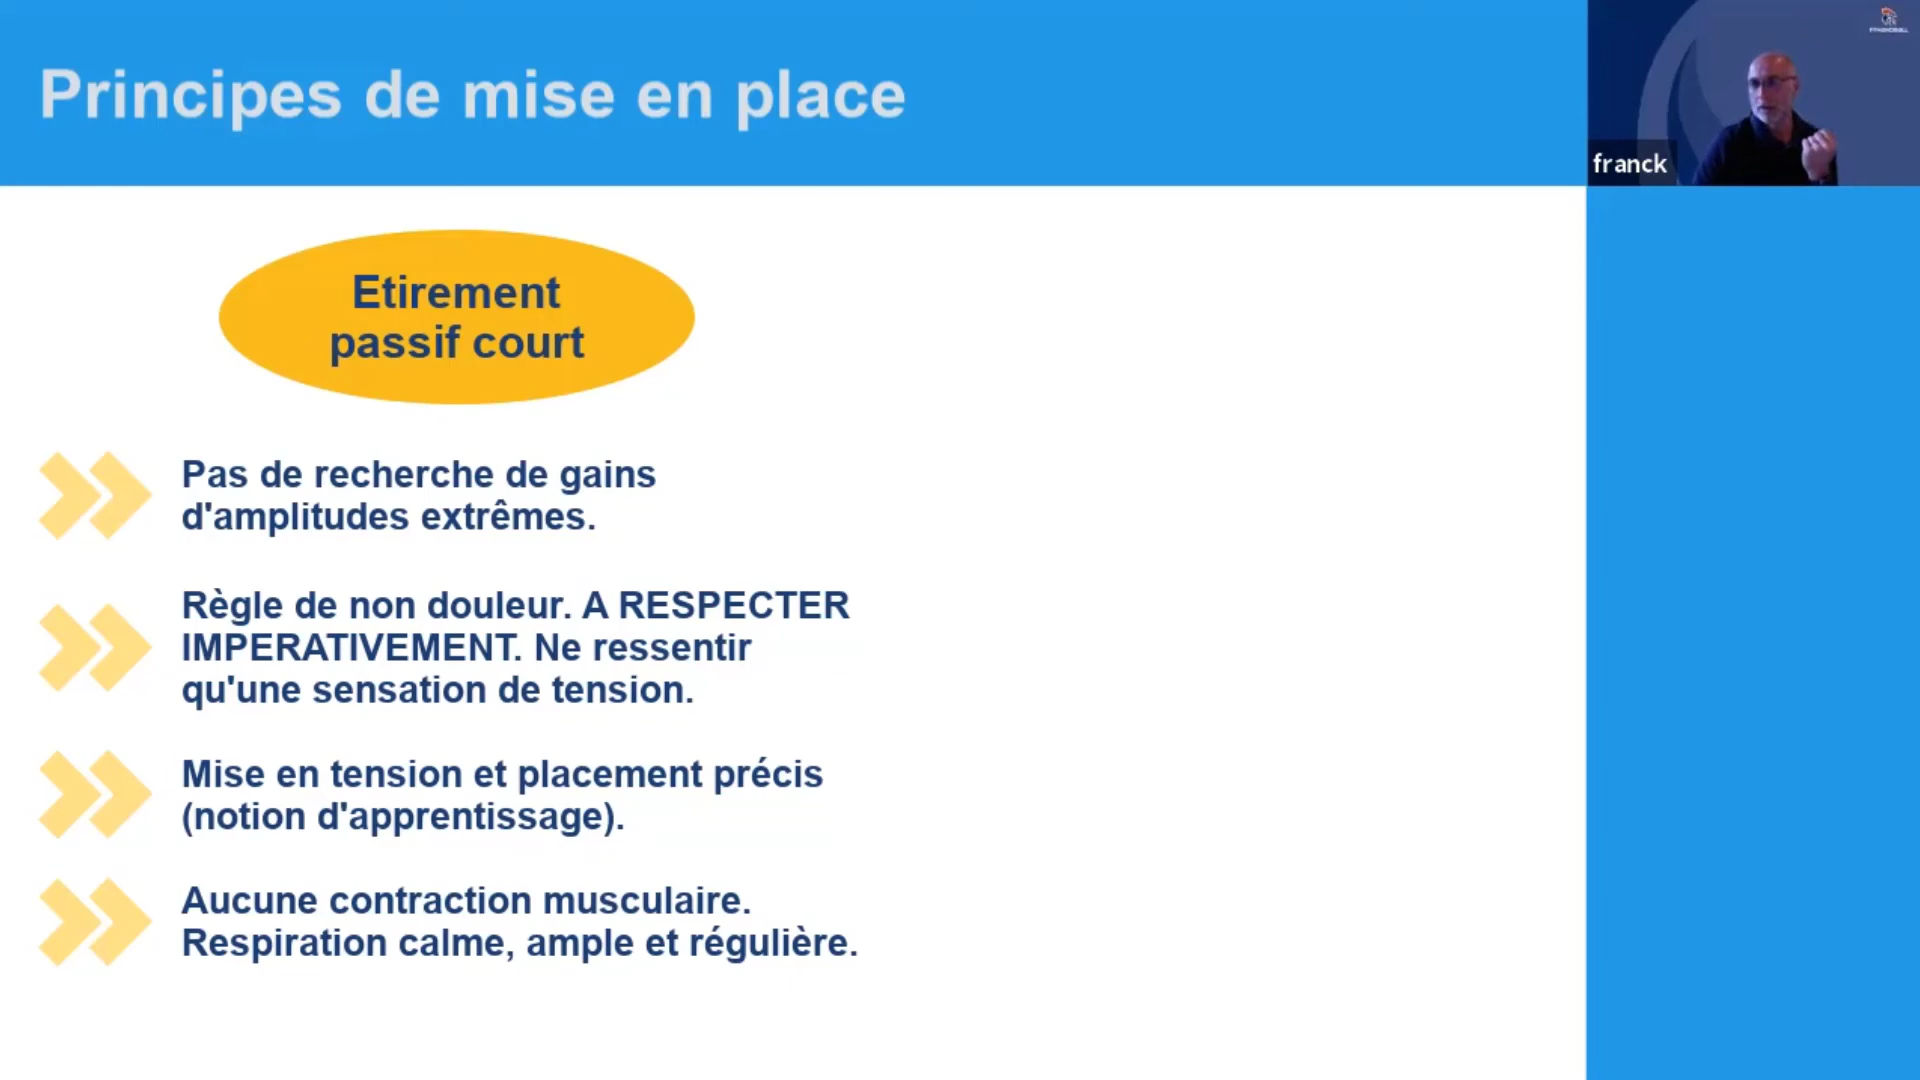 Principes de mise en place
franck
Etirement
passif court
Pas de recherche de gains
d'amplitudes extrêmes.
Règle de non douleur. A RESPECTER
IMPERATIVEMENT. Ne ressentir
qu'une sensation de tension.
Mise en tension et placement précis
(notion d'apprentissage).
Aucune contraction musculaire.
Respiration calme, ample et régulière.